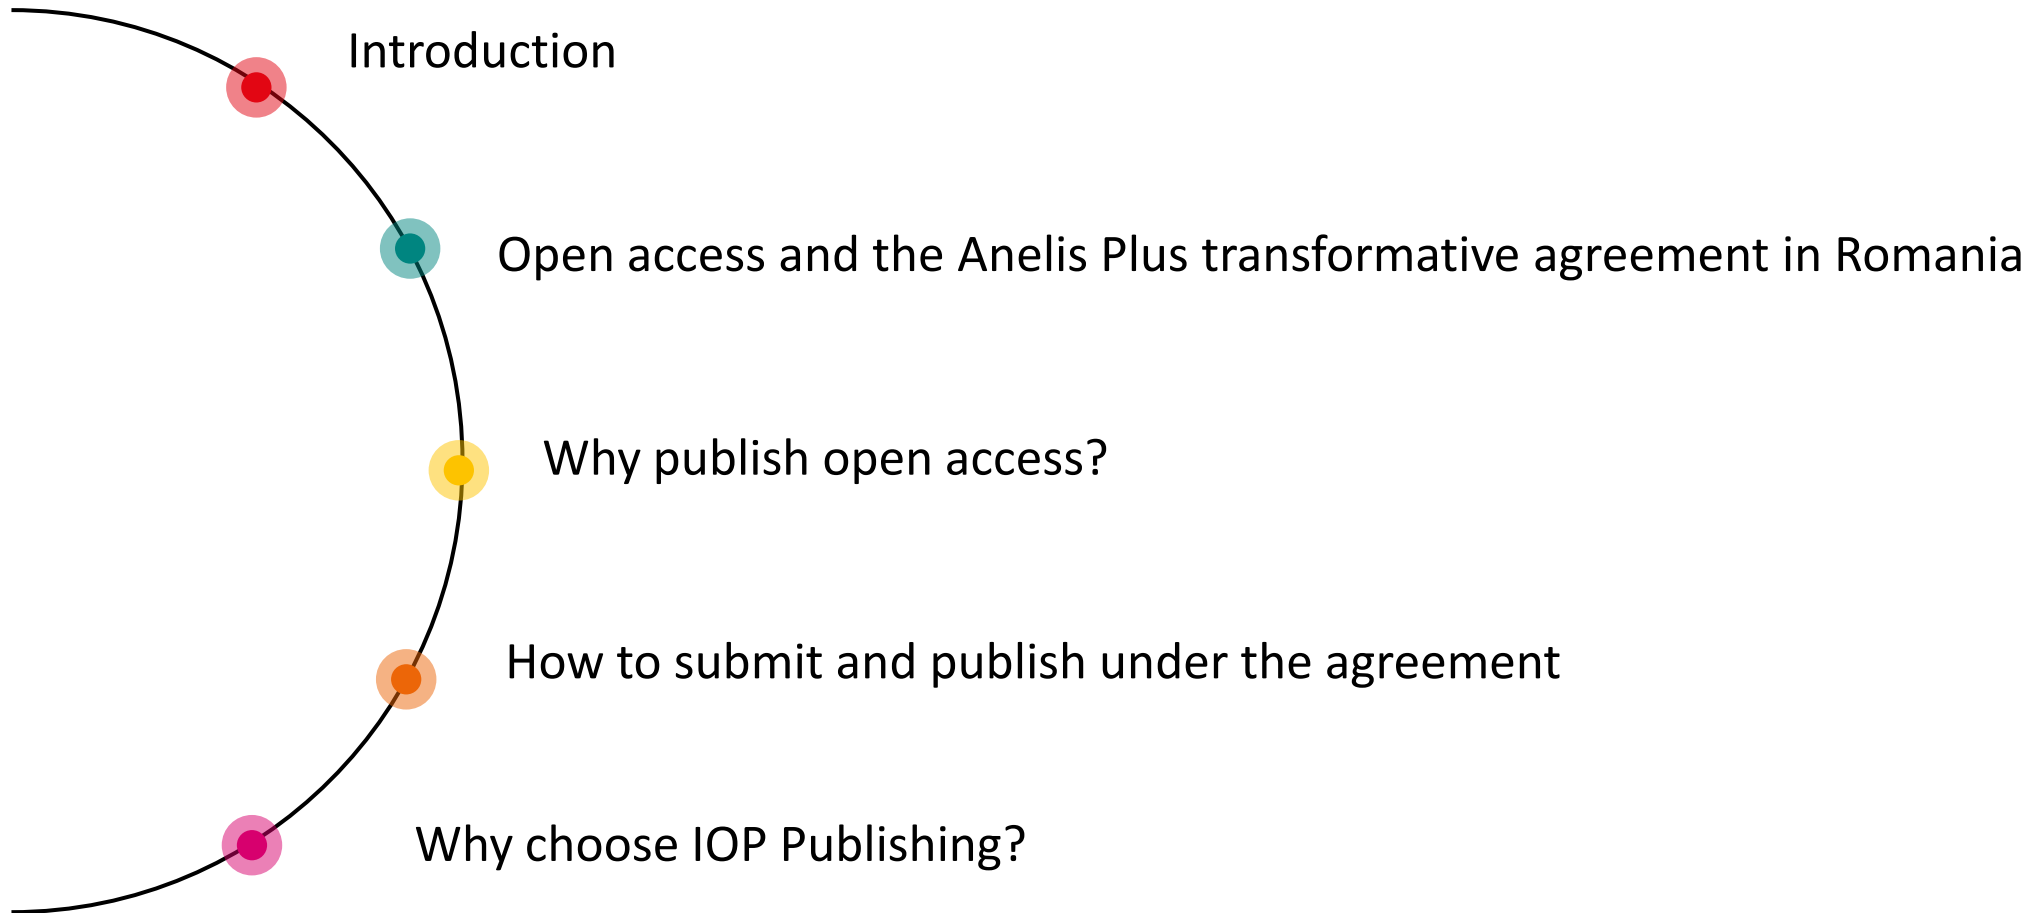 Introduction
Open access and the Anelis Plus transformative agreement in Romania
Why publish open access?
How to submit and publish under the agreement
Why choose IOP Publishing?